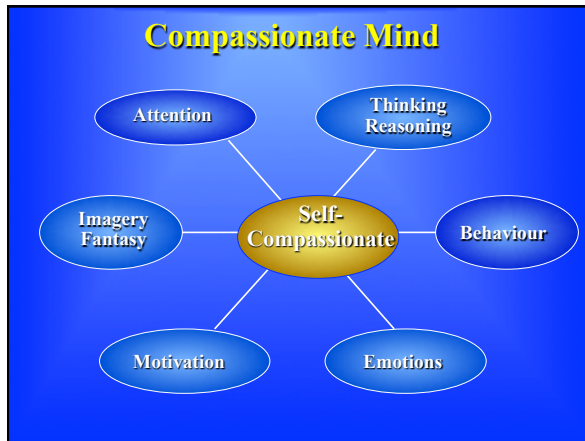 Compassionate Mind
Attention
Thinking
Reasoning
Imagery
Fantasy
Self-
Compassionate
Behaviour
Motivation
Emotions